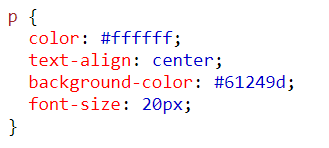 p {
  color: #ffffff;
  text-align: center;
  background-color: #61249d;
  font-size: 20px;
}